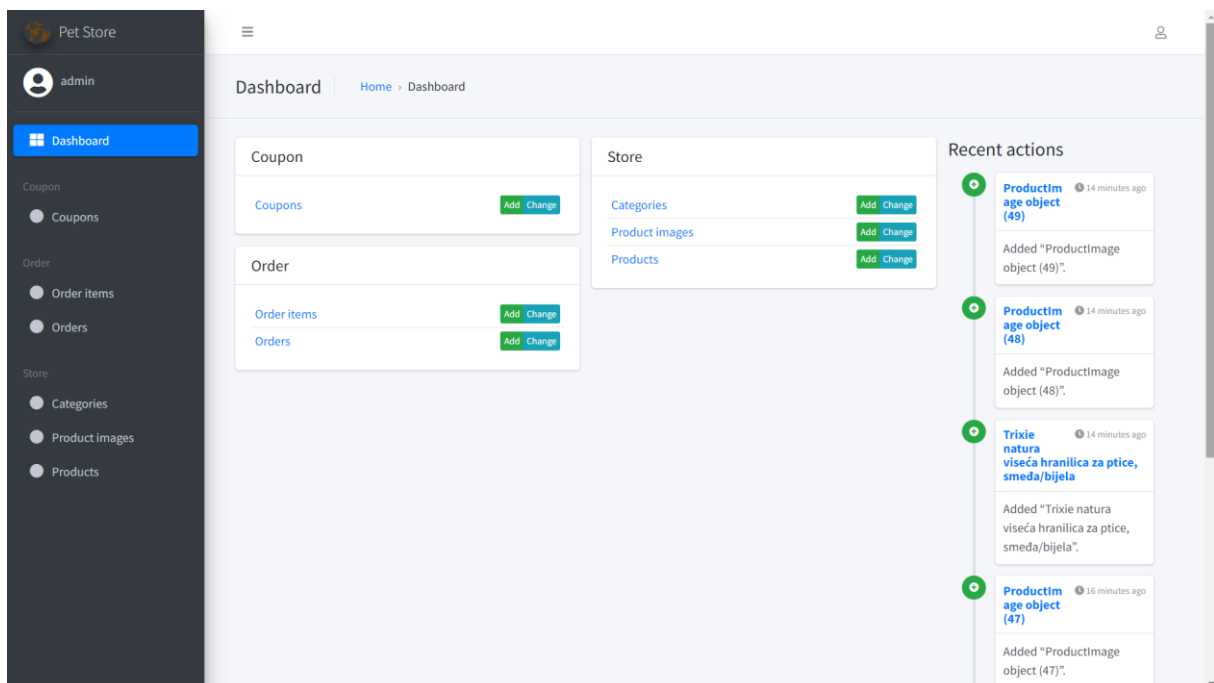 Pet Store
admin
Dashboard
Coupon
Coupons
Order
Order items
Orders
Store
Categories
Product images
Products
Dashboard
Home › Dashboard
Coupon
Coupons Add Change
Order
Order items Add Change
Orders Add Change
Store
Categories Add Change
Product images Add Change
Products Add Change
Recent actions
ProductIm 14 minutes ago
age object
(49)
Added “ProductImage
object (49)”.
ProductIm 14 minutes ago
age object
(48)
Added “ProductImage
object (48)”.
Trixie 14 minutes ago
natura
viseća hranilica za ptice,
smeđa/bijela
Added “Trixie natura
viseća hranilica za ptice,
smeđa/bijela”.
ProductIm 16 minutes ago
age object
(47)
Added “ProductImage
object (47)”.